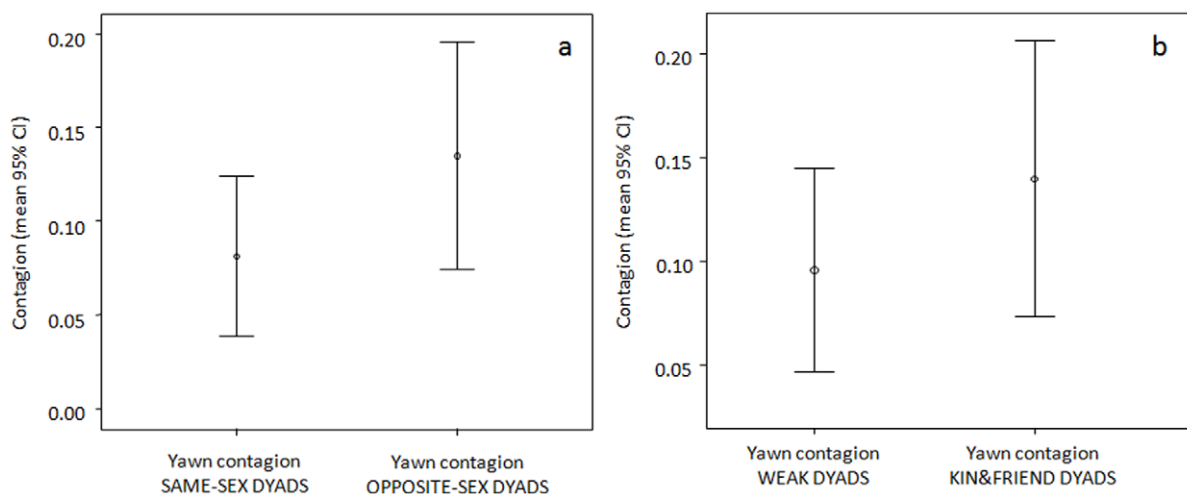 a
Contagion (mean 95% CI)
0.20
0.15
0.10
0.05
0.00
Yawn contagion
SAME-SEX DYADS
Yawn contagion
OPPOSITE-SEX DYADS
b
Contagion (mean 95% CI)
0.20
0.15
0.10
0.05
Yawn contagion
WEAK DYADS
Yawn contagion
KIN&FRIEND DYADS